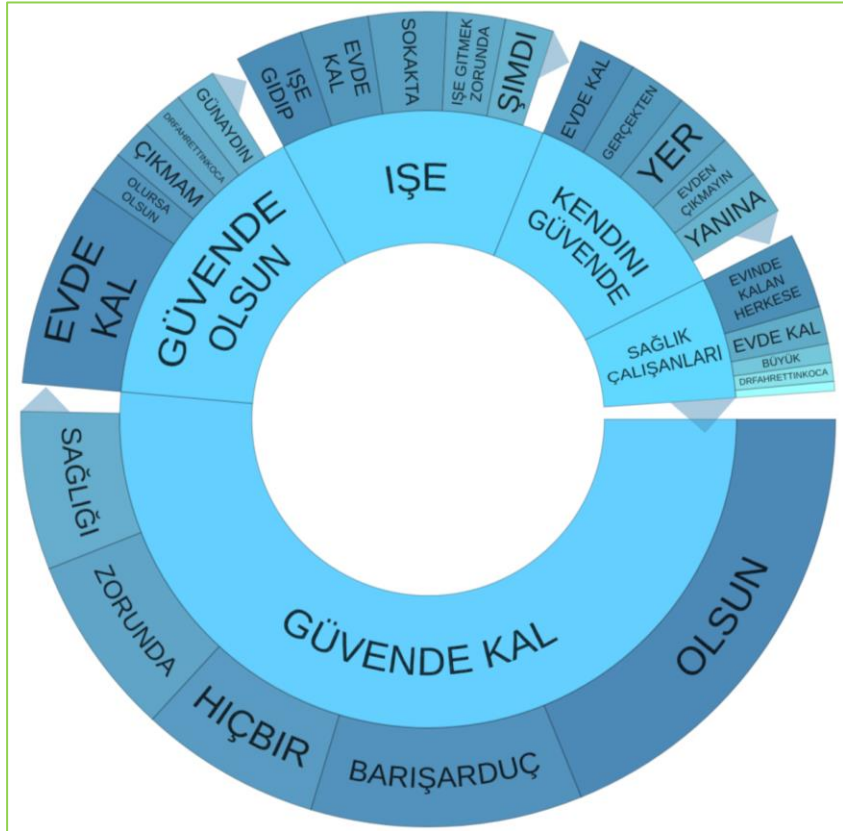 EVDE
KAL
OLURSA
OLSUN
ÇIKMAM
DRFAHRETTINKOCA
GÜNAYDIN
GÜVENDE
OLSUN
IŞE
GIDIP
EVDE
KAL
SOKAKTA
IŞE GITMEK
ZORUNDA
ŞIMDI
IŞE
EVDE KAL
GERÇEKTEN
YER
EVDEN
ÇIKMAYIN
YANINA
KENDINI
GÜVENDE
EVINDE
KALAN
HERKESE
EVDE KAL
BÜYÜK
DRFAHRETTINKOCA
SAĞLIK
ÇALIŞANLARI
SAĞLIĞI
ZORUNDA
HIÇBIR
BARIŞARDUÇ
OLSUN
GÜVENDE KAL